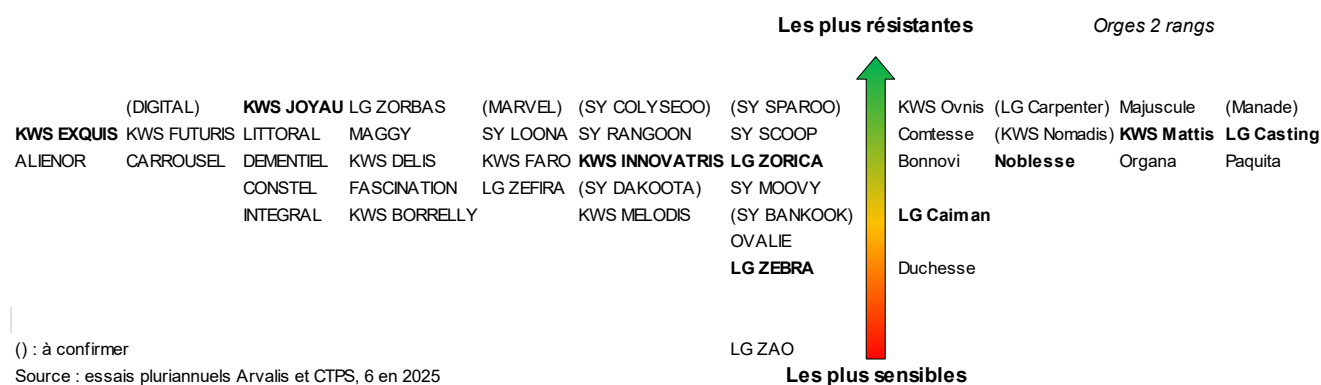 Les plus résistantes Orges 2 rangs
(DIGITAL) KWS JOYAU LG ZORBAS (MARVEL) (SY COLYSEOO) (SY SPAROO) KWS Ovnis (LG Carpenter) Majuscule (Manade)
KWS EXQUIS KWS FUTURIS LITTORAL MAGGY SY LOONA SY RANGOON SY SCOOP Comtesse (KWS Nomadis) KWS Mattis LG Casting
ALIENOR CARROUSEL DEMENTIEL KWS DELIS KWS FARO KWS INNOVATRIS LG ZORICA Bonnovi Noblesse Organa Paquita
CONSTEL FASCINATION LG ZEFIRA (SY DAKOOTA) SY MOOVY
INTEGRAL KWS BORRELLY KWS MELODIS (SY BANKOOK) LG Caiman
OVALIE
LG ZEBRA Duchesse
() : à confirmer LG ZAO
Source : essais pluriannuels Arvalis et CTPS, 6 en 2025 Les plus sensibles